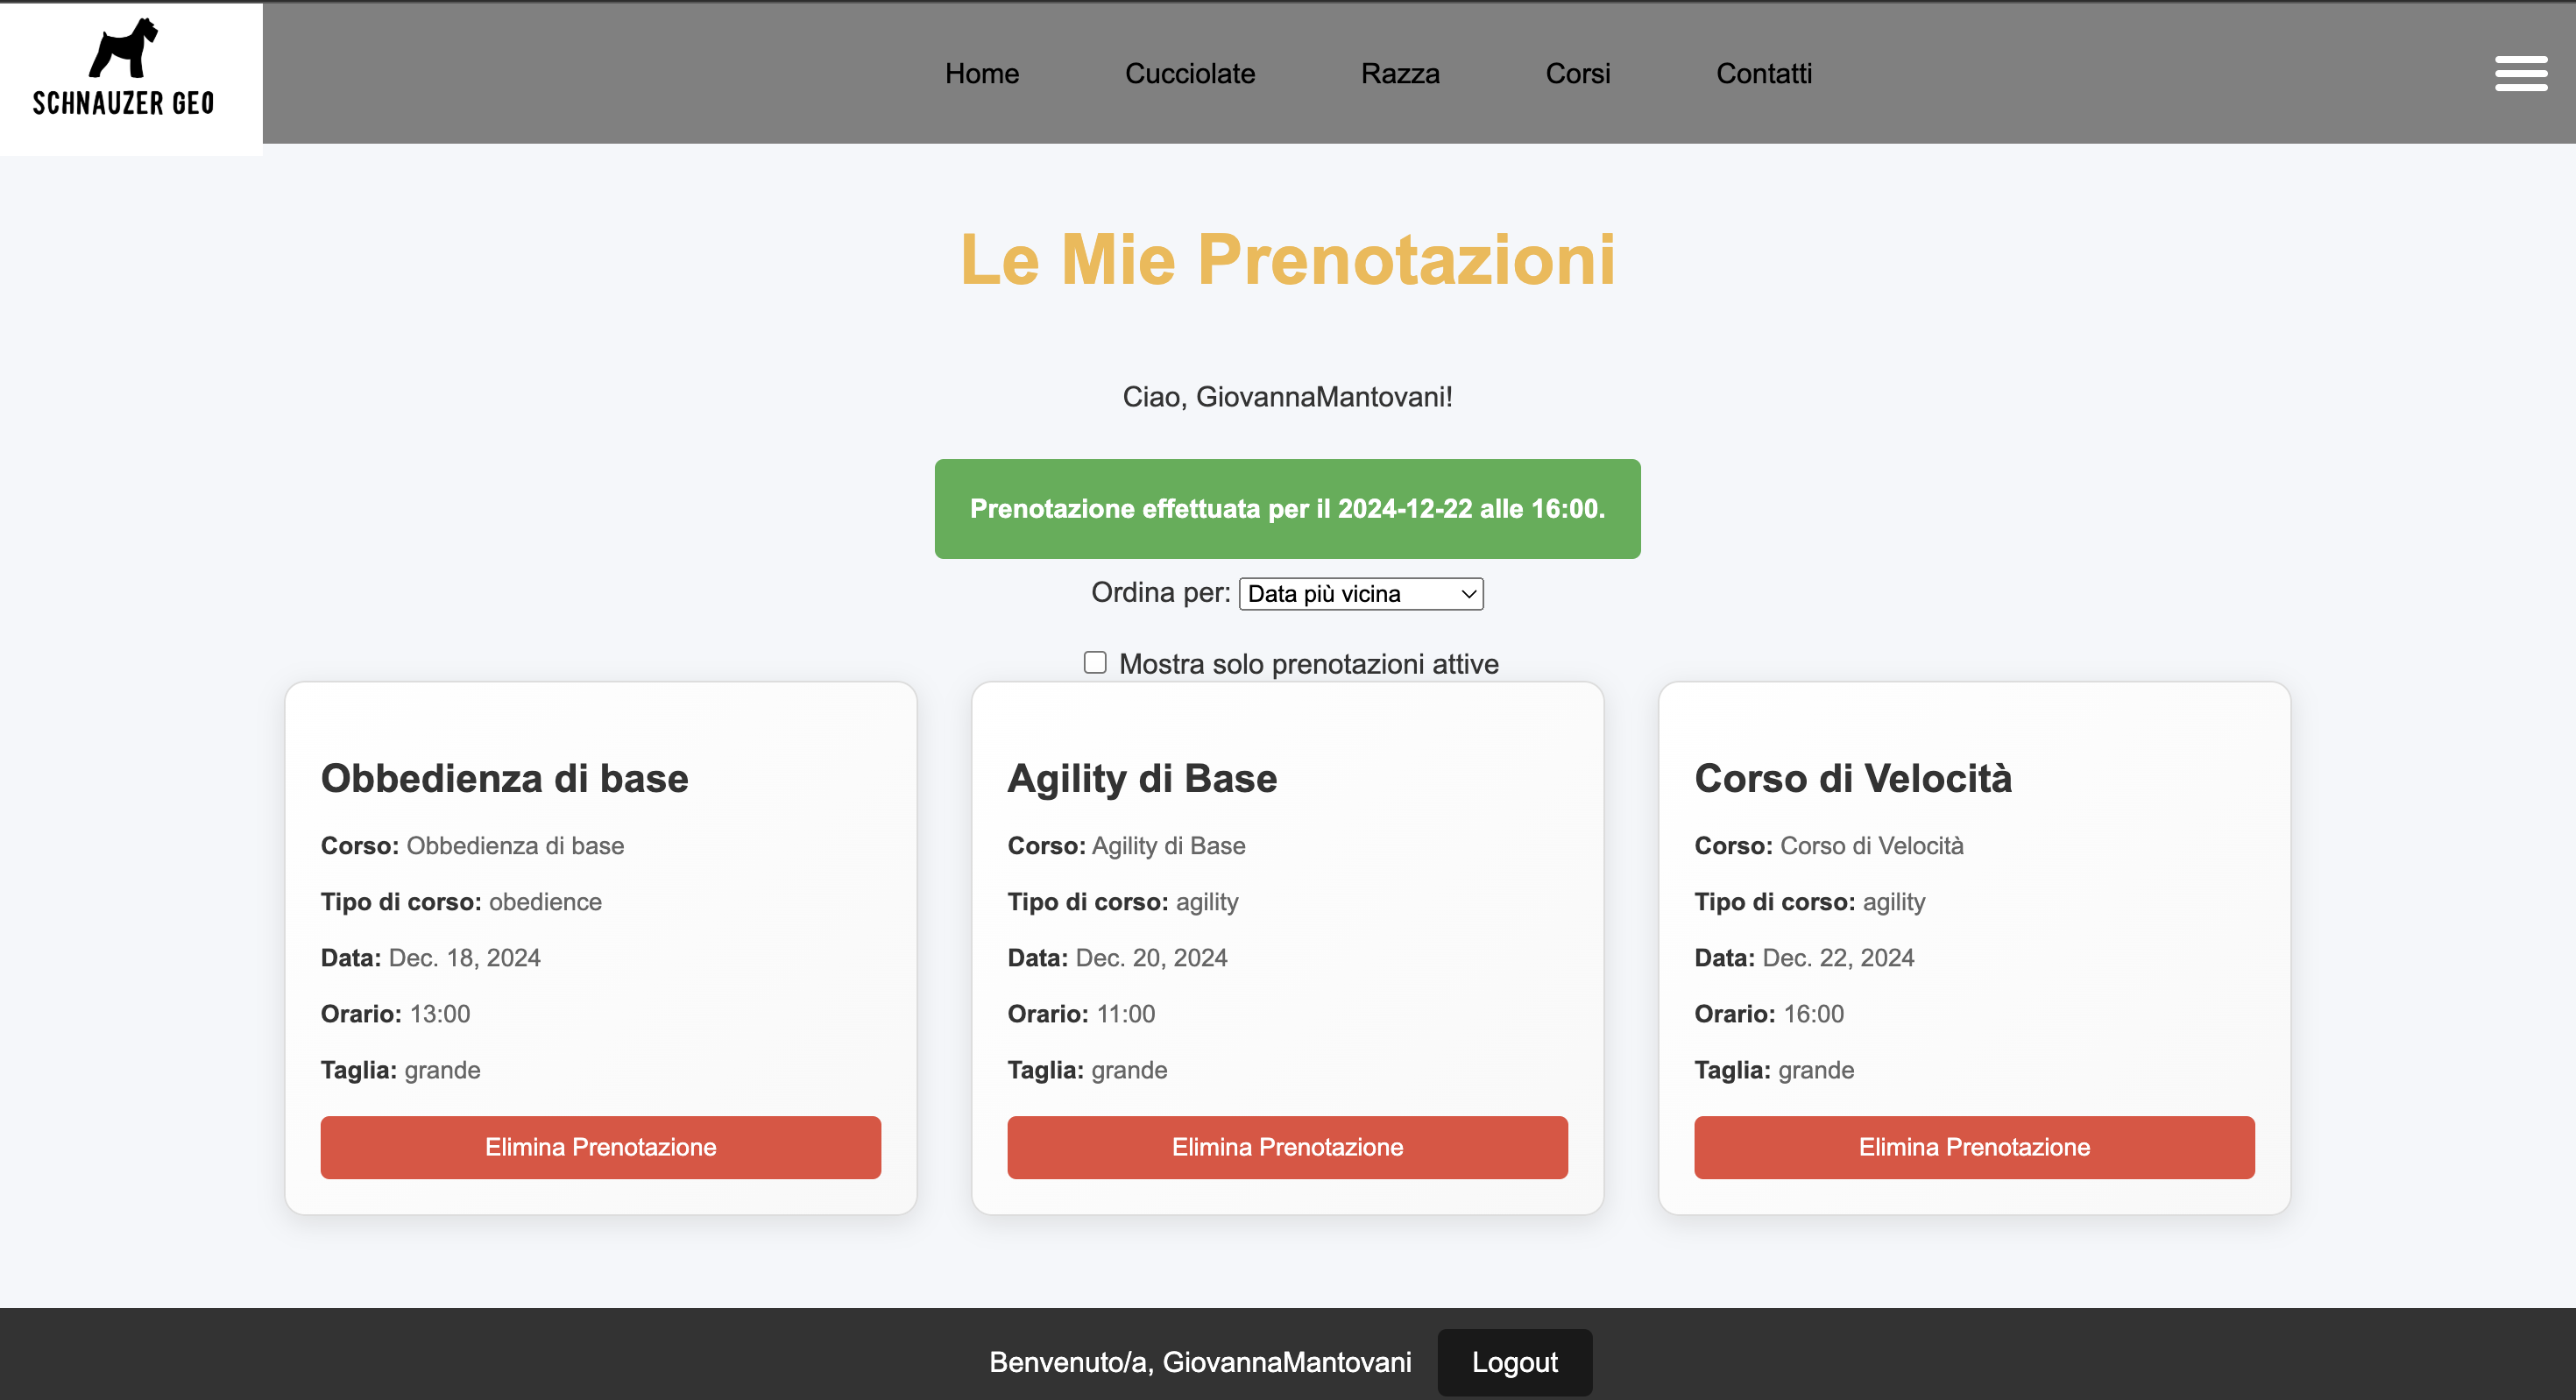 SCHNAUZER GEO
Home Cucciolate Razza Corsi Contatti
Le Mie Prenotazioni
Ciao, GiovannaMantovani!
Prenotazione effettuata per il 2024-12-22 alle 16:00.
Ordina per: Data più vicina
Mostra solo prenotazioni attive
Obbedienza di base
Corso: Obbedienza di base
Tipo di corso: obedience
Data: Dec. 18, 2024
Orario: 13:00
Taglia: grande
Elimina Prenotazione
Agility di Base
Corso: Agility di Base
Tipo di corso: agility
Data: Dec. 20, 2024
Orario: 11:00
Taglia: grande
Elimina Prenotazione
Corso di Velocità
Corso: Corso di Velocità
Tipo di corso: agility
Data: Dec. 22, 2024
Orario: 16:00
Taglia: grande
Elimina Prenotazione
Benvenuto/a, GiovannaMantovani Logout